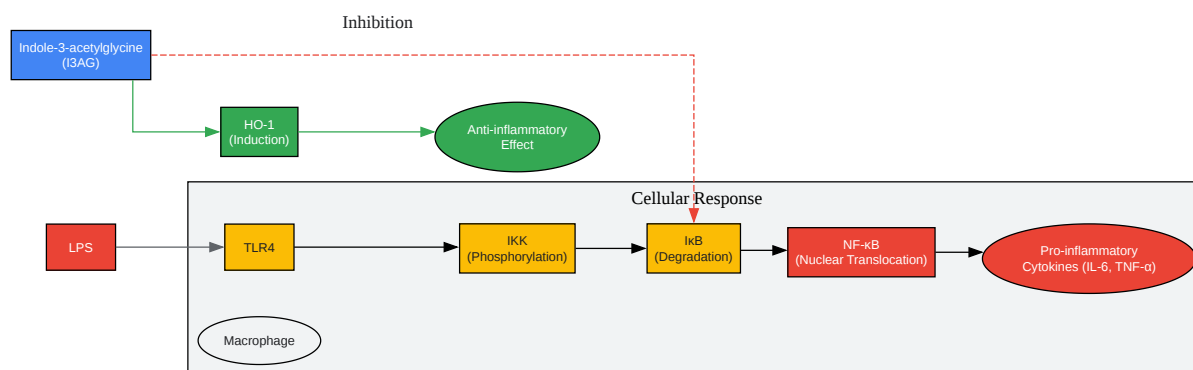 Inhibition
Indole-3-acetylglycine
(I3AG)
HO-1
(Induction)
Anti-inflammatory
Effect
Cellular Response
LPS
TLR4
IKK
(Phosphorylation)
IκB
(Degradation)
NF-κB
(Nuclear Translocation)
Pro-inflammatory
Cytokines (IL-6, TNF-α)
Macrophage